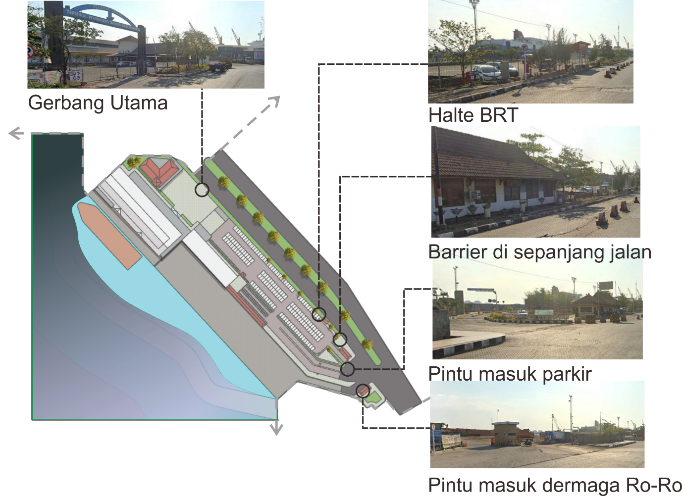 Gerbang Utama
Halte BRT
Barrier di sepanjang jalan
Pintu masuk parkir
Pintu masuk dermaga Ro-Ro